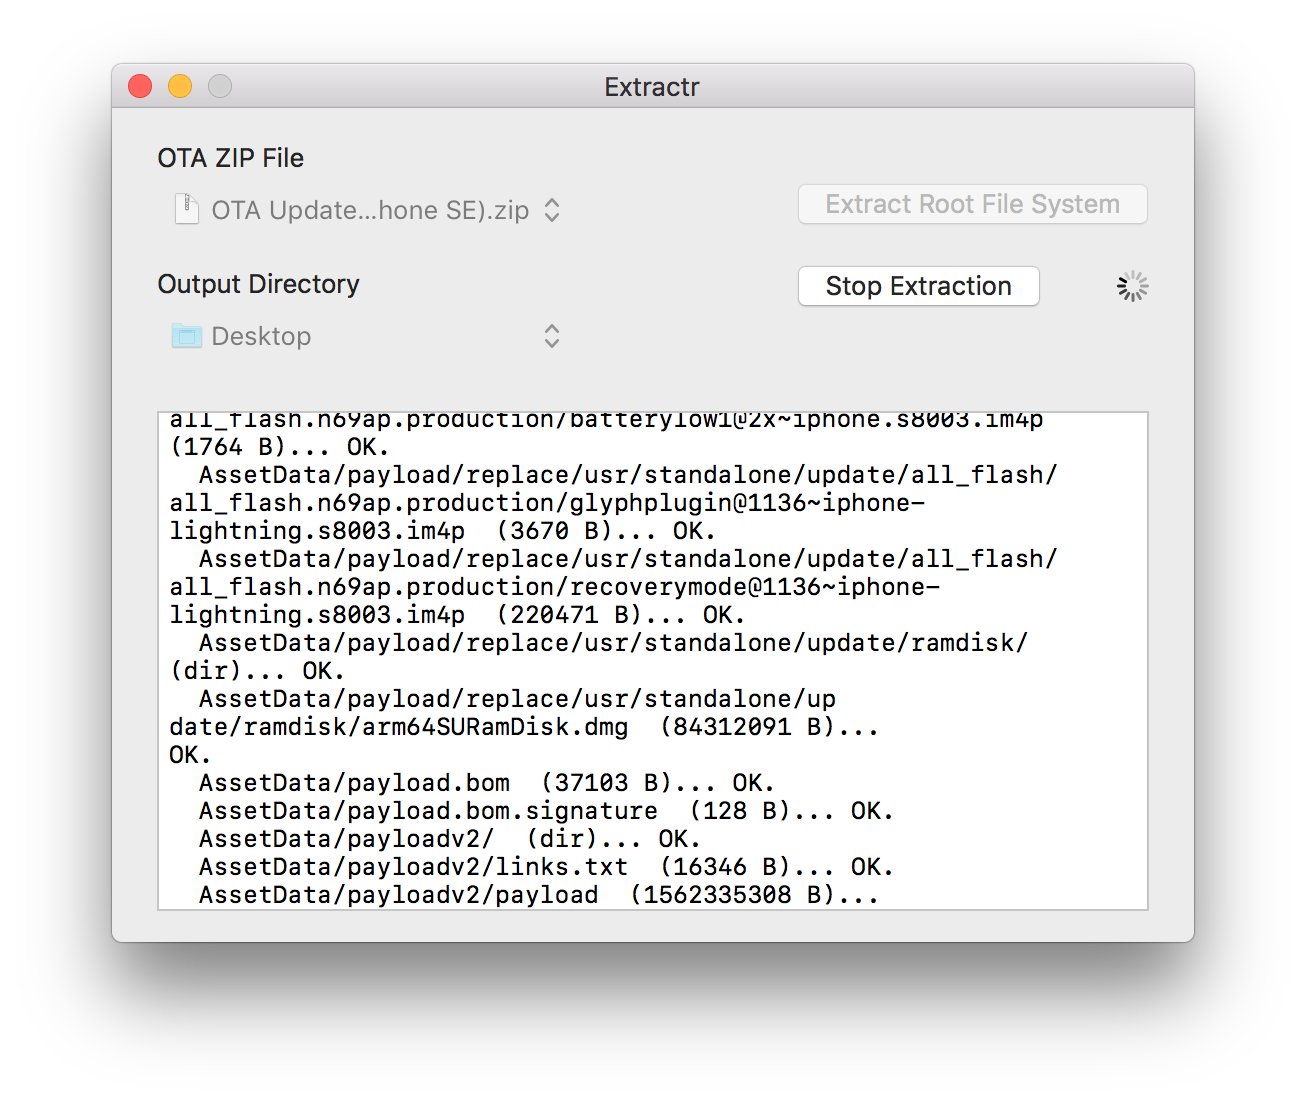 Extractr
OTA ZIP File
OTA Update...hone SE).zip
Extract Root File System
Output Directory
Stop Extraction
Desktop
all_flash.n69ap.production/batterylow1@2x~iphone.s8003.im4p
(1764 B)... OK.
AssetData/payload/replace/usr/standalone/update/all_flash/
all_flash.n69ap.production/glyphplugin@1136~iphone-
lightning.s8003.im4p  (3670 B)... OK.
AssetData/payload/replace/usr/standalone/update/all_flash/
all_flash.n69ap.production/recoverymode@1136~iphone-
lightning.s8003.im4p  (220471 B)... OK.
AssetData/payload/replace/usr/standalone/update/ramdisk/
(dir)... OK.
AssetData/payload/replace/usr/standalone/up
date/ramdisk/arm64SURamDisk.dmg  (84312091 B)...
OK.
AssetData/payload.bom  (37103 B)... OK.
AssetData/payload.bom.signature  (128 B)... OK.
AssetData/payloadv2/  (dir)... OK.
AssetData/payloadv2/links.txt  (16346 B)... OK.
AssetData/payloadv2/payload  (1562335308 B)...